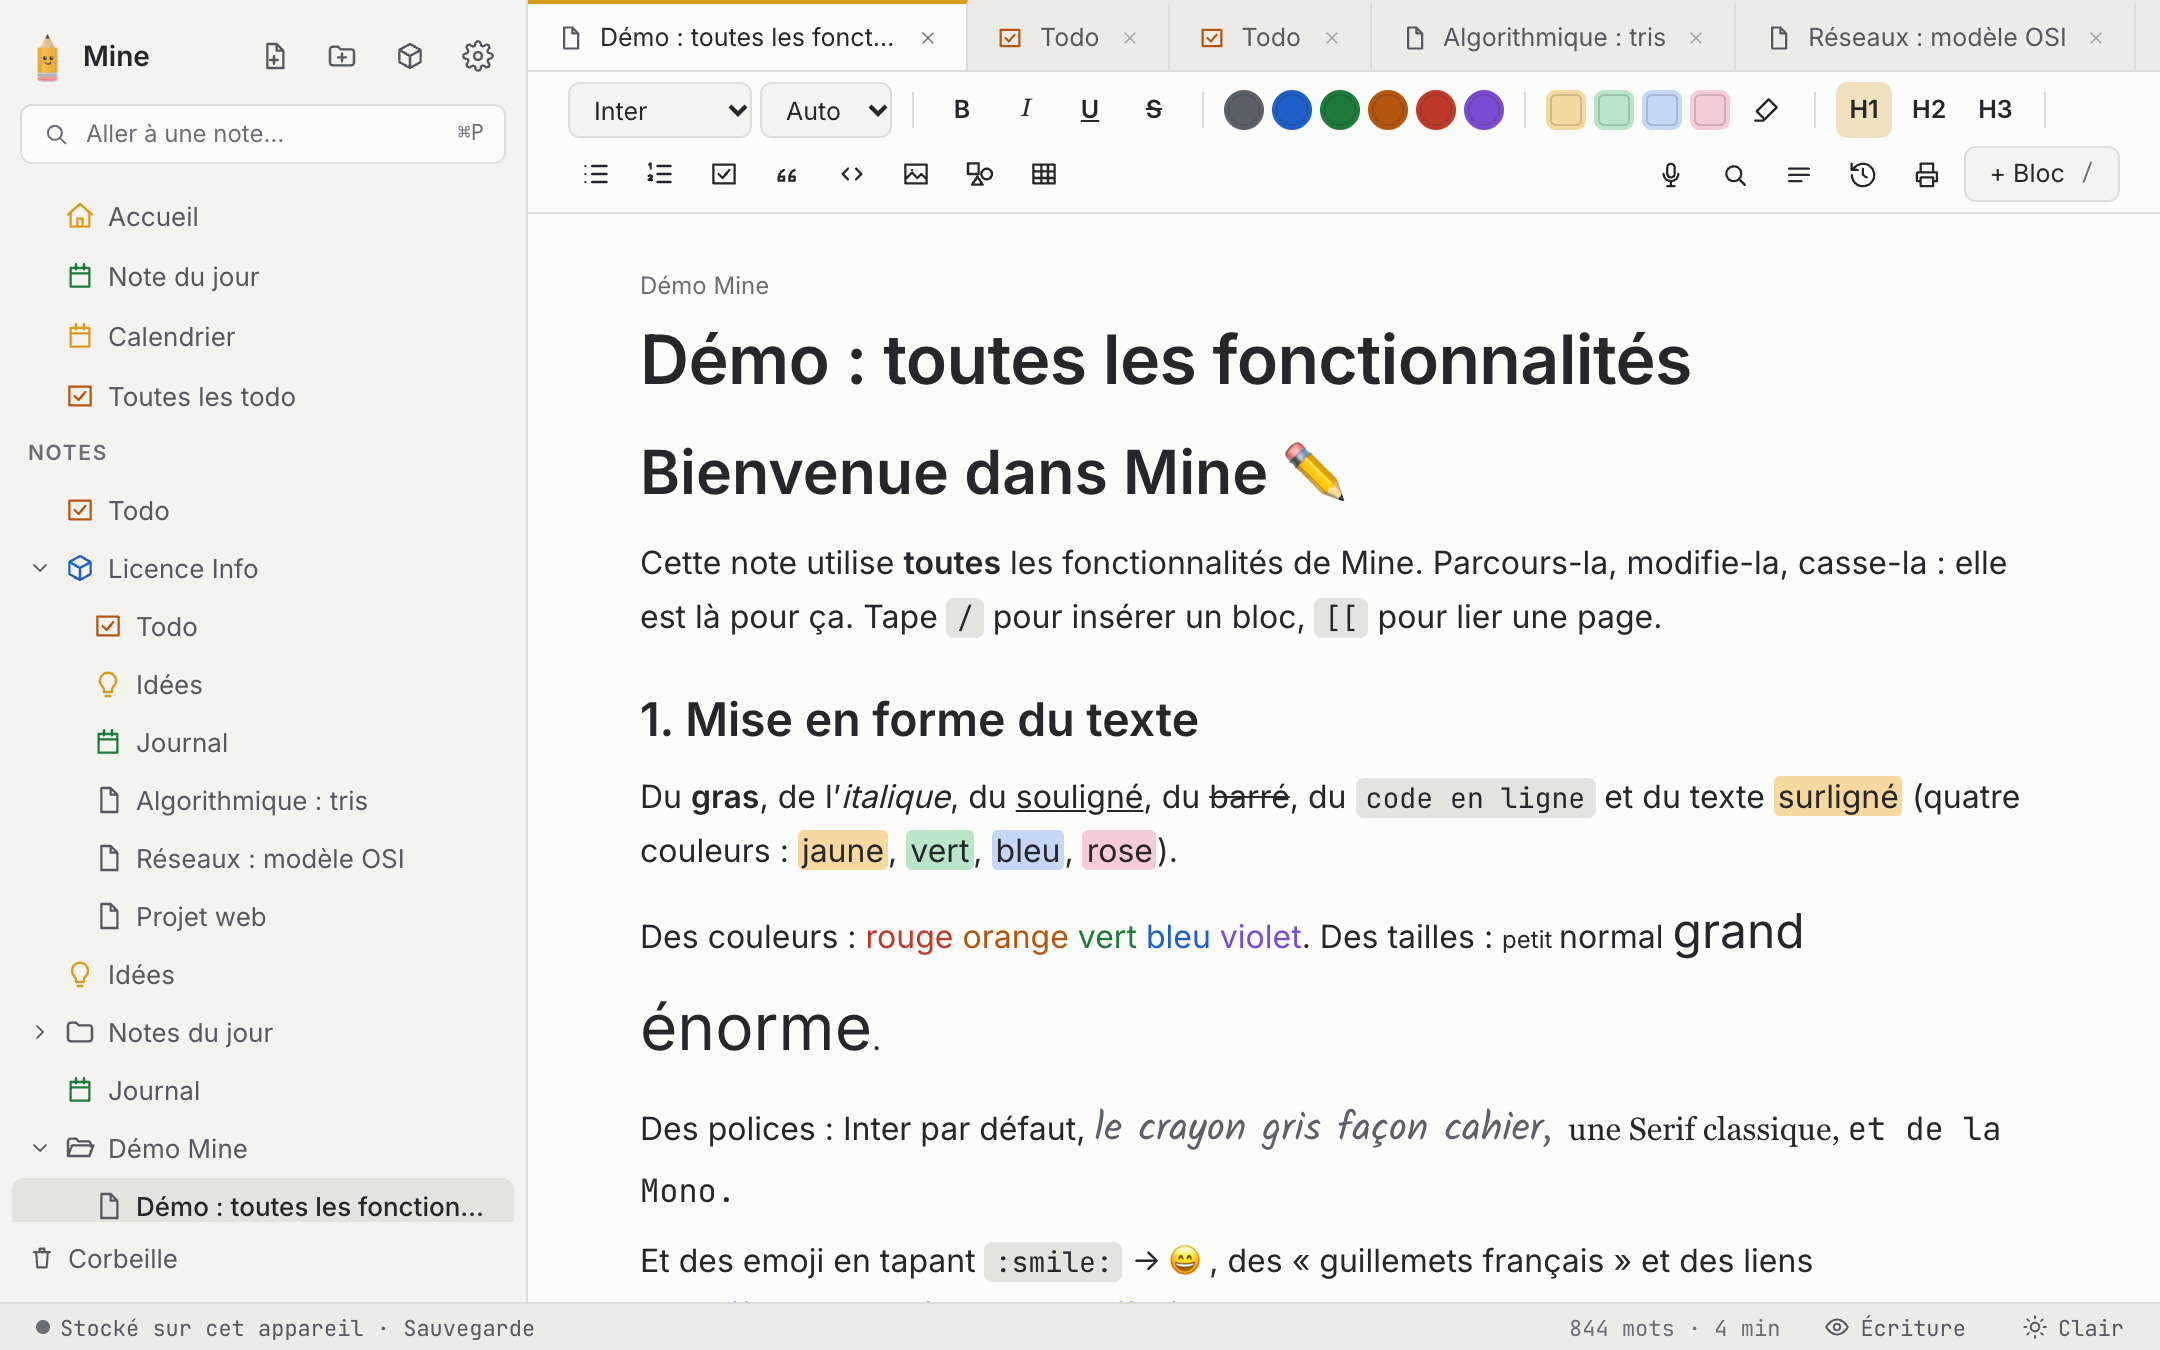 Mine
Aller à une note... ⌘P
Accueil
Note du jour
Calendrier
Toutes les todo
NOTES
Todo
Licence Info
Todo
Idées
Journal
Algorithmique : tris
Réseaux : modèle OSI
Projet web
Idées
Notes du jour
Journal
Démo Mine
Démo : toutes les fonction...
Corbeille
Démo : toutes les fonct... × Todo × Todo × Algorithmique : tris × Réseaux : modèle OSI ×
Inter Auto B I U S H1 H2 H3
+ Bloc /
Démo Mine
Démo : toutes les fonctionnalités
Bienvenue dans Mine ✏️
Cette note utilise toutes les fonctionnalités de Mine. Parcours-la, modifie-la, casse-la : elle
est là pour ça. Tape / pour insérer un bloc, [[ pour lier une page.
1. Mise en forme du texte
Du gras, de l'italique, du souligné, du barré, du code en ligne et du texte surligné (quatre
couleurs : jaune, vert, bleu, rose).
Des couleurs : rouge orange vert bleu violet. Des tailles : petit normal grand
énorme.
Des polices : Inter par défaut, le crayon gris façon cahier, une Serif classique, et de la
Mono.
Et des emoji en tapant :smile: → 😄 , des « guillemets français » et des liens
Stocké sur cet appareil · Sauvegarde
844 mots · 4 min Écriture Clair